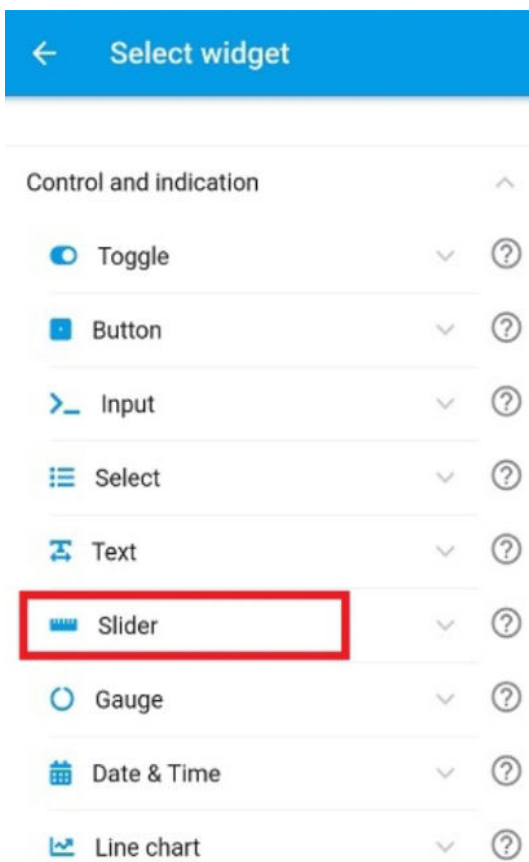 Select widget
Control and indication
Toggle
Button
Input
Select
Text
Slider
Gauge
Date & Time
Line chart